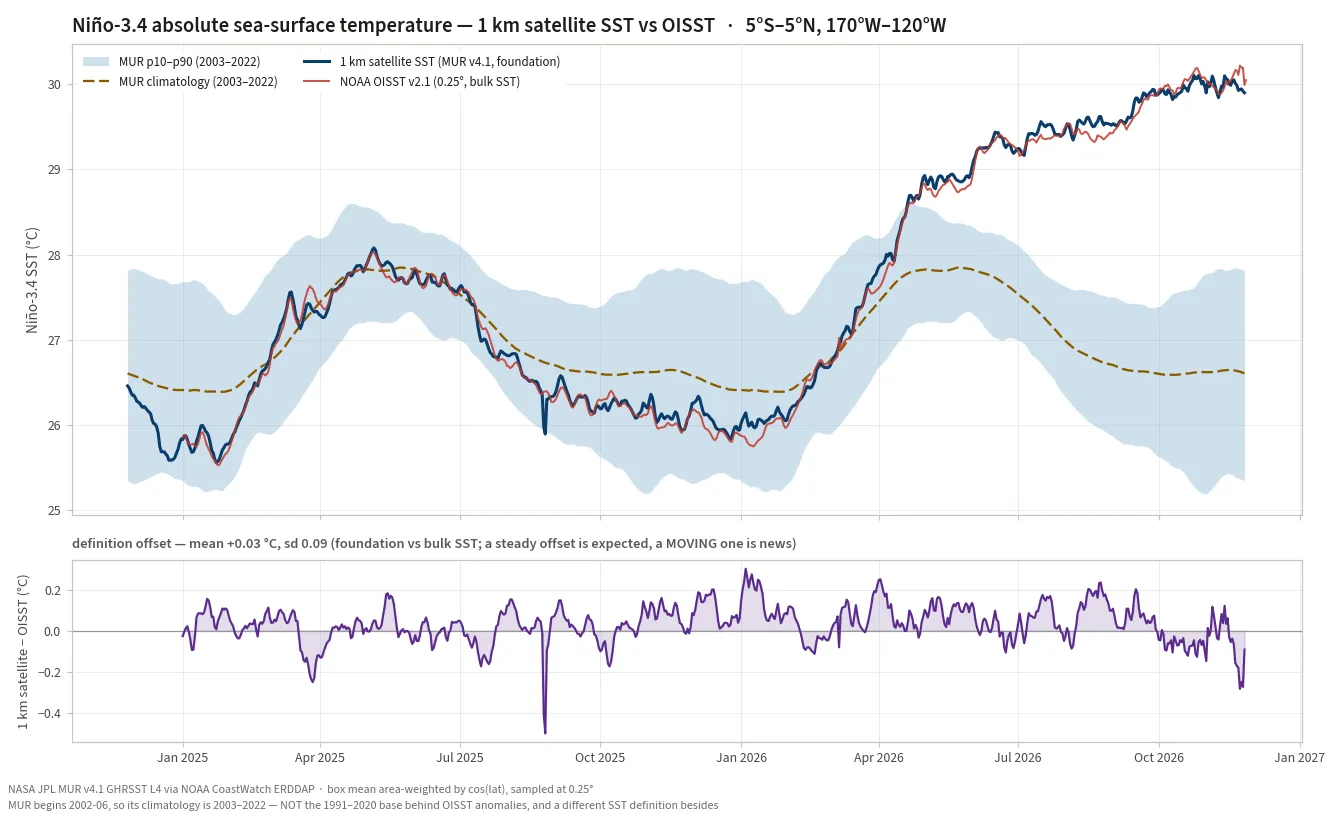 Niño-3.4 absolute sea-surface temperature — 1 km satellite SST vs OISST · 5°S–5°N, 170°W–120°W
MUR p10–p90 (2003–2022)
MUR climatology (2003–2022)
1 km satellite SST (MUR v4.1, foundation)
NOAA OISST v2.1 (0.25°, bulk SST)
Niño-3.4 SST (°C)
30
29
28
27
26
25
definition offset — mean +0.03 °C, sd 0.09 (foundation vs bulk SST; a steady offset is expected, a MOVING one is news)
1 km satellite − OISST (°C)
0.2
0.0
−0.2
−0.4
Jan 2025
Apr 2025
Jul 2025
Oct 2025
Jan 2026
Apr 2026
Jul 2026
Oct 2026
Jan 2027
NASA JPL MUR v4.1 GHRSST L4 via NOAA CoastWatch ERDDAP · box mean area-weighted by cos(lat), sampled at 0.25°
MUR begins 2002-06, so its climatology is 2003–2022 — NOT the 1991–2020 base behind OISST anomalies, and a different SST definition besides